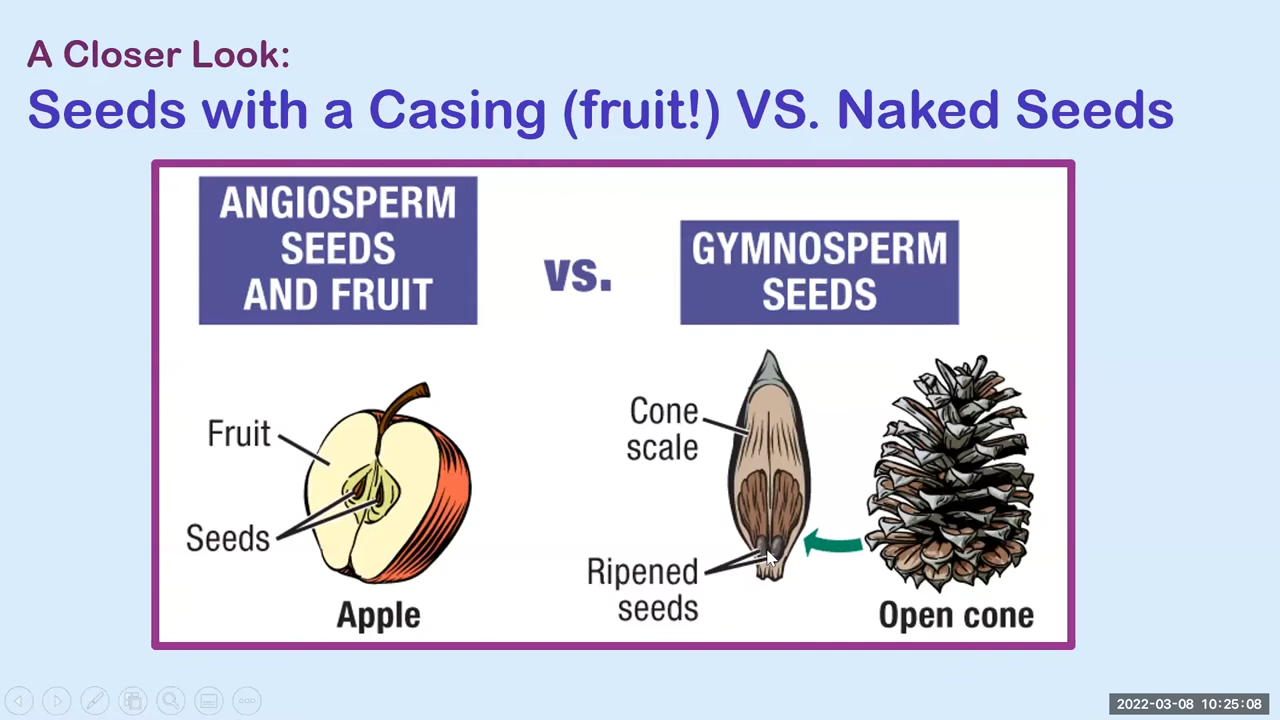 A Closer Look:
Seeds with a Casing (fruit!) VS. Naked Seeds
ANGIOSPERM
SEEDS
AND FRUIT
vs.
GYMNOSPERM
SEEDS
Fruit
Seeds
Apple
Cone
scale
Ripened
seeds
Open cone
2022-03-08 10:25:08